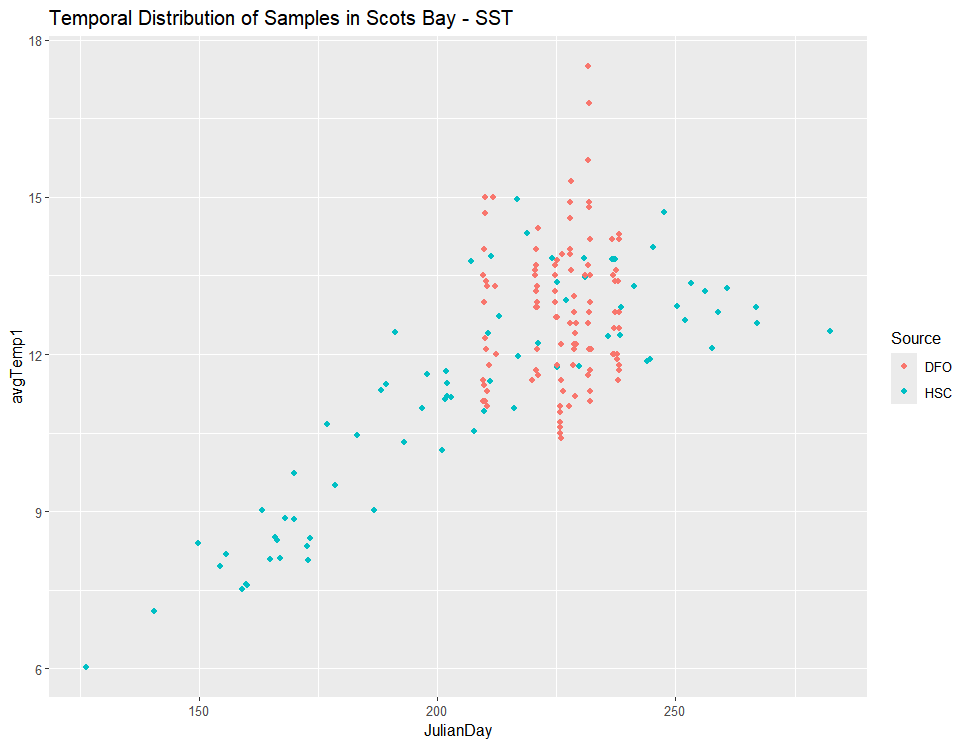 Temporal Distribution of Samples in Scots Bay - SST
18
15
12
9
6
avgTemp1
150
200
250
JulianDay
Source
DFO
HSC